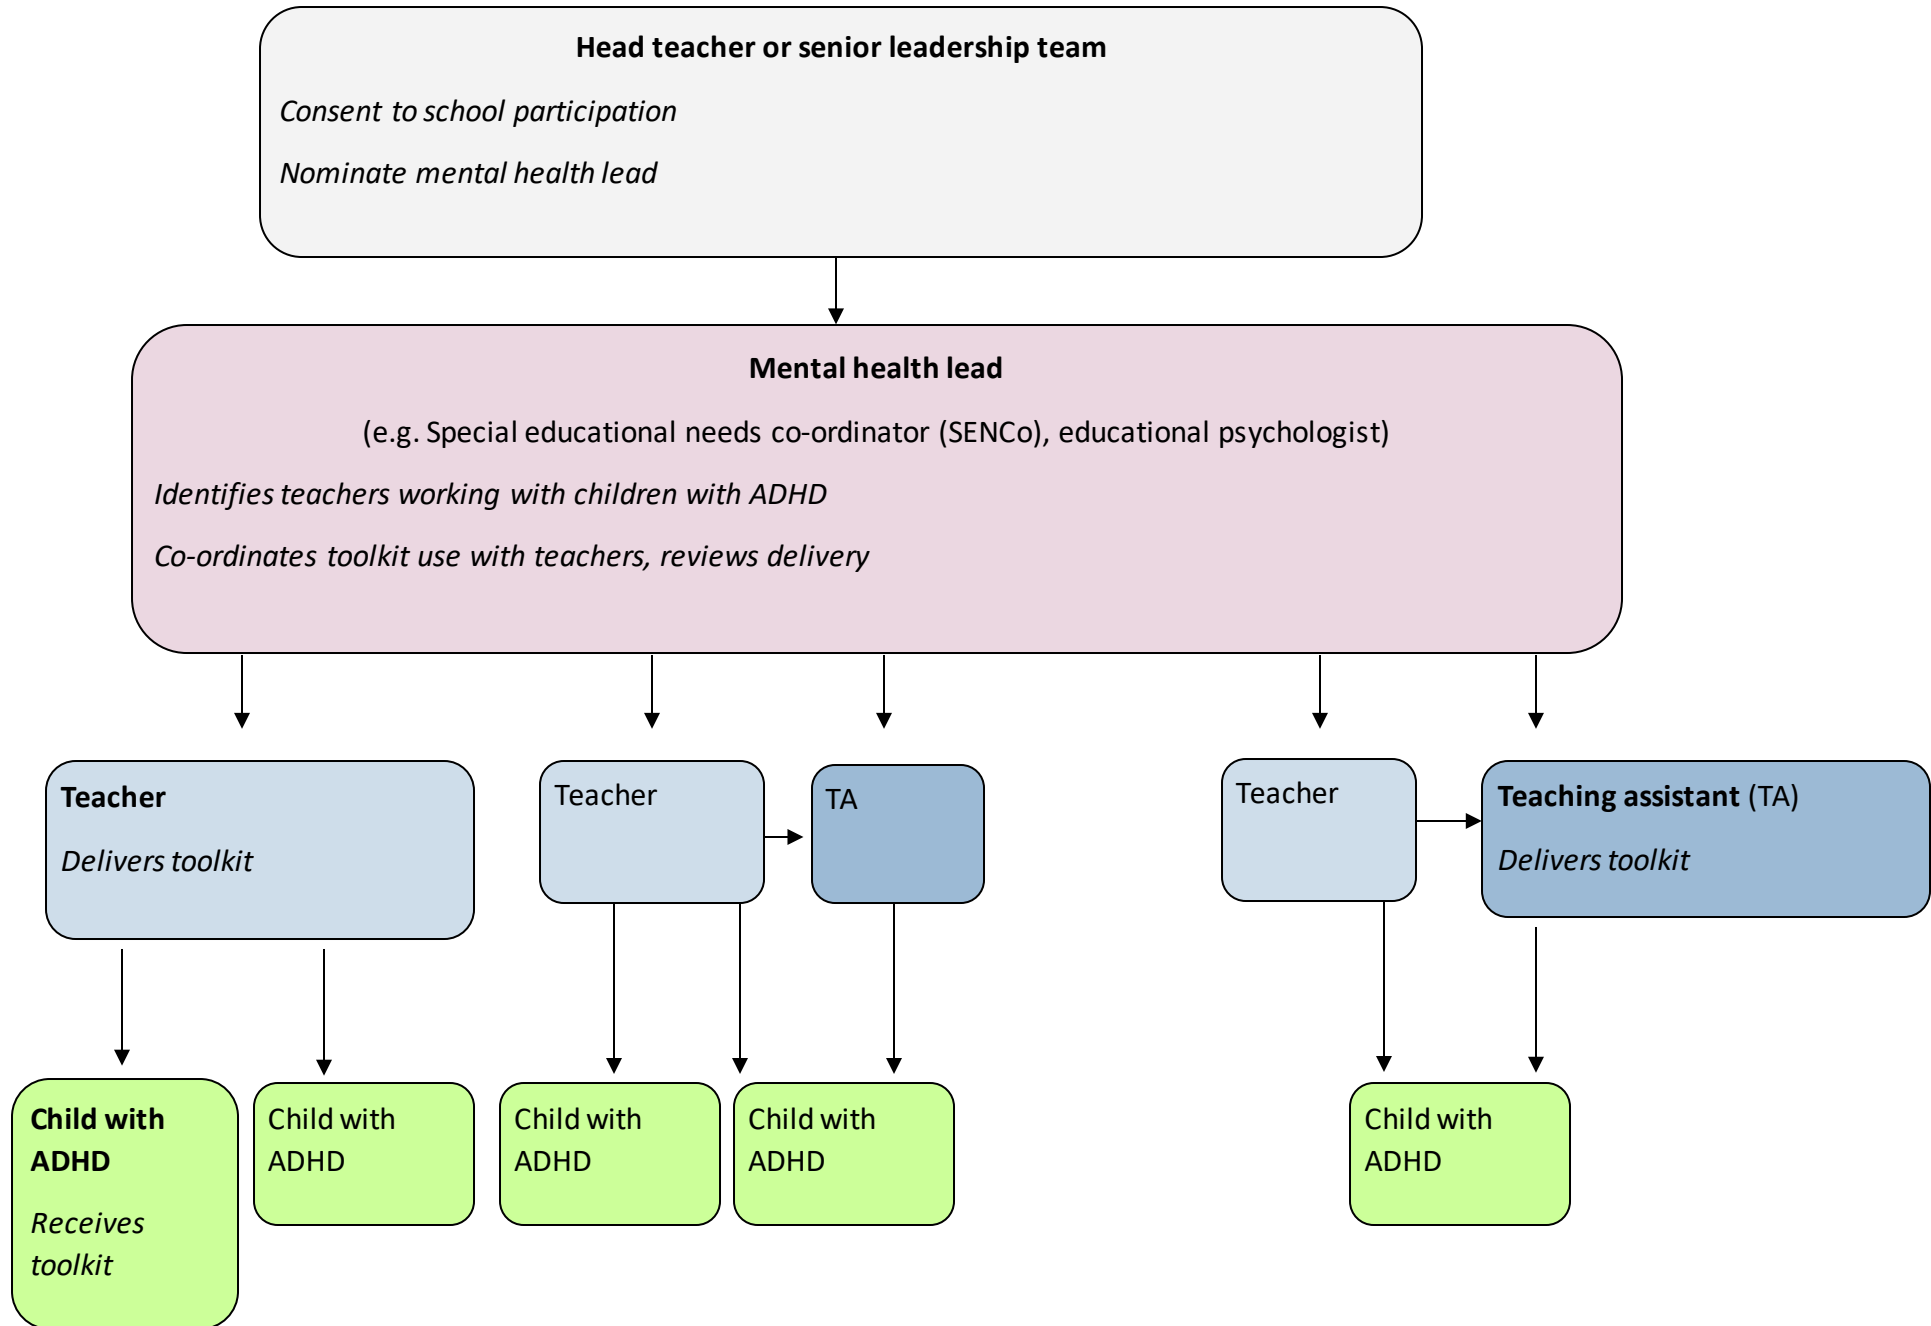 Head teacher or senior leadership team
Consent to school participation
Nominate mental health lead
Mental health lead
(e.g. Special educational needs co-ordinator (SENCo), educational psychologist)
Identifies teachers working with children with ADHD
Co-ordinates toolkit use with teachers, reviews delivery
Teacher
Delivers toolkit
Teacher
TA
Teacher
Teaching assistant (TA)
Delivers toolkit
Child with
ADHD
Receives
toolkit
Child with
ADHD
Child with
ADHD
Child with
ADHD
Child with
ADHD